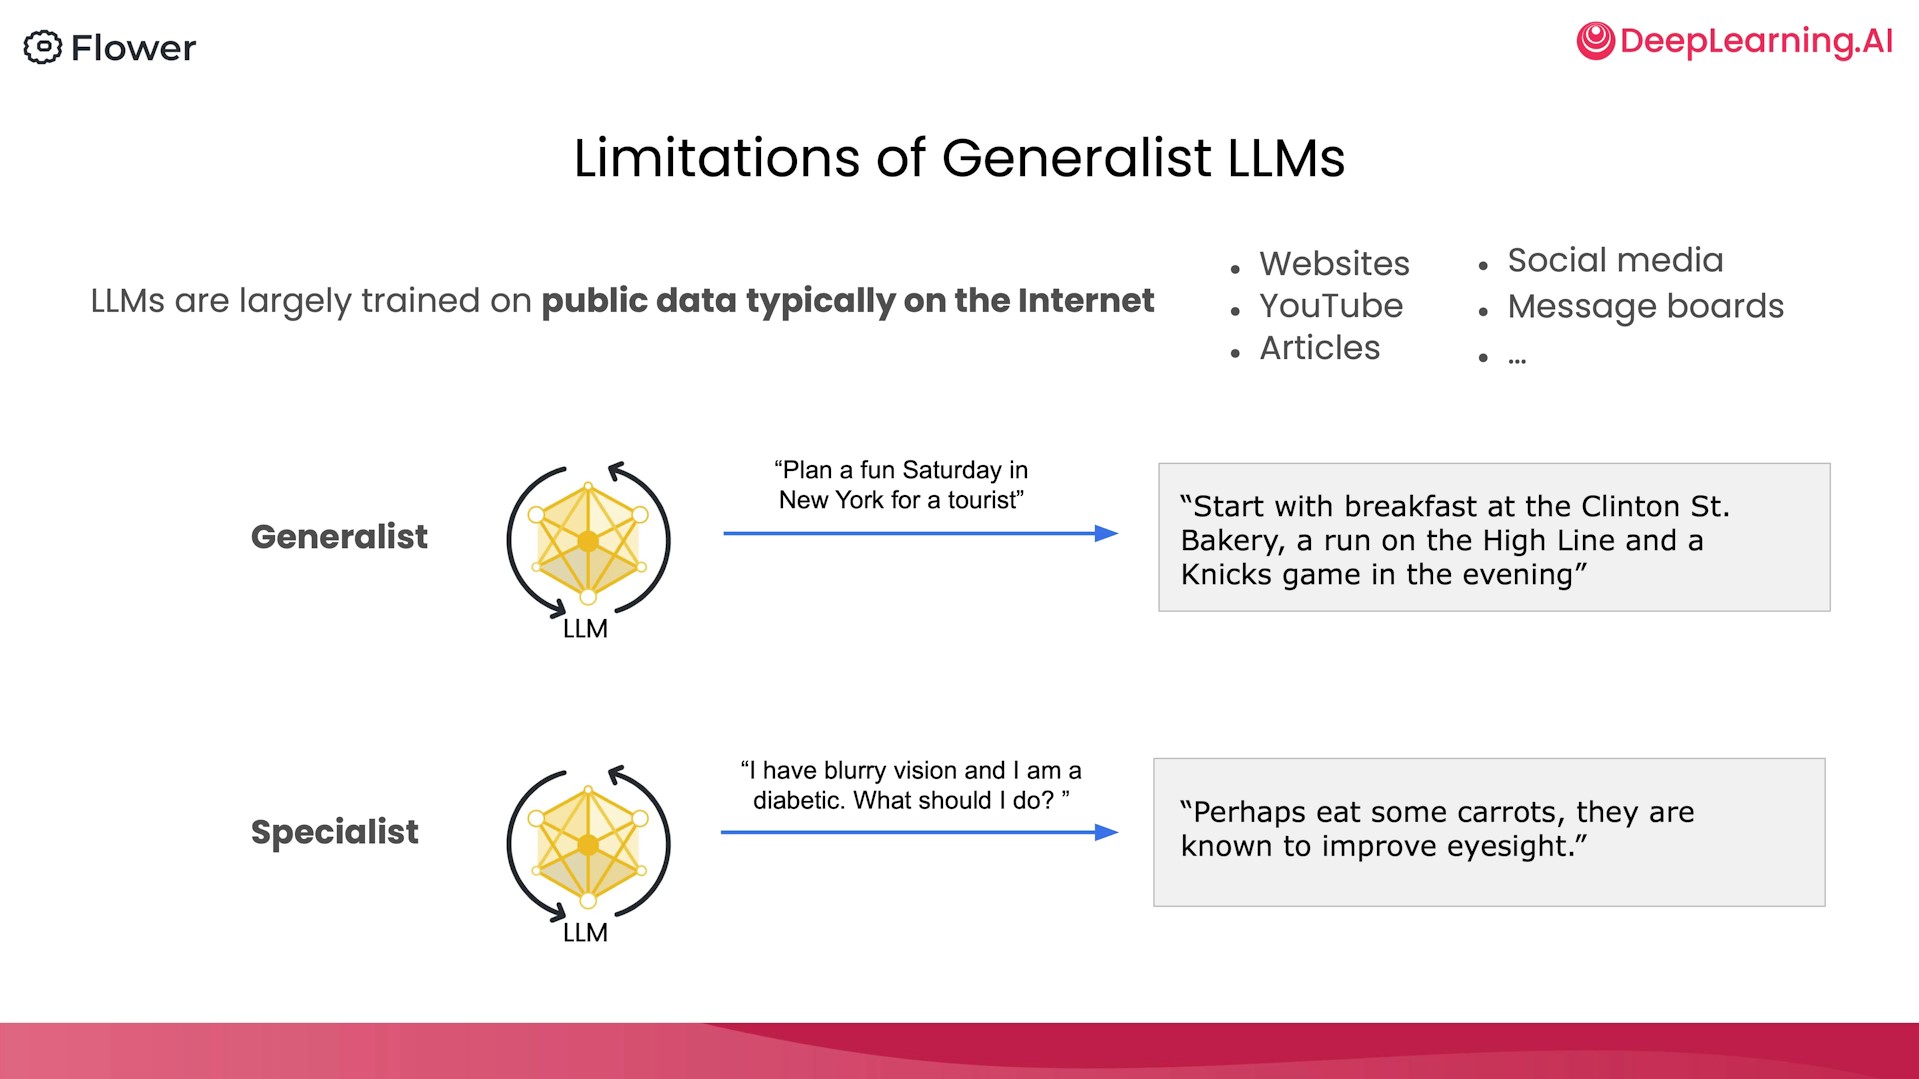 Flower
DeepLearning.AI
Limitations of Generalist LLMs
LLMs are largely trained on public data typically on the Internet
• Websites
• YouTube
• Articles
• Social media
• Message boards
• ...
Generalist
LLM
“Plan a fun Saturday in
New York for a tourist”
“Start with breakfast at the Clinton St.
Bakery, a run on the High Line and a
Knicks game in the evening”
Specialist
LLM
“I have blurry vision and I am a
diabetic. What should I do? ”
“Perhaps eat some carrots, they are
known to improve eyesight.”